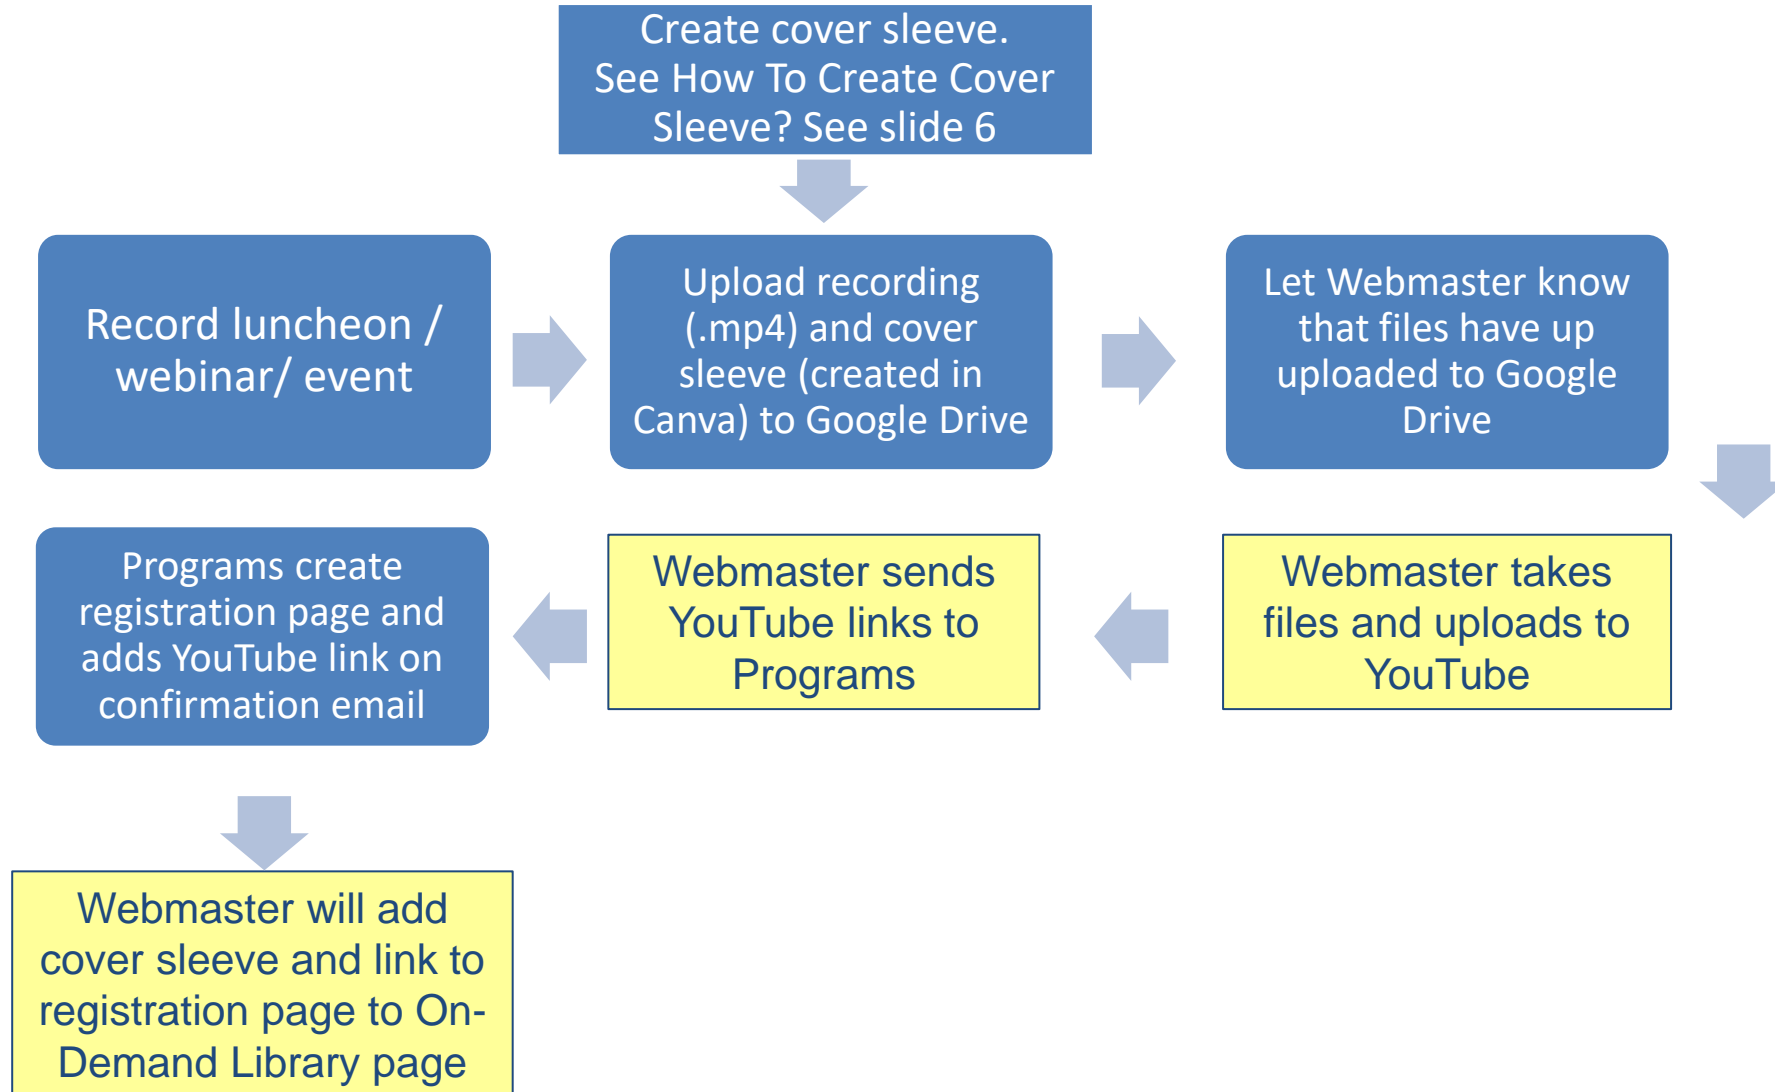 Create cover sleeve.
See How To Create Cover
Sleeve? See slide 6
Record luncheon /
webinar/ event
Upload recording
(.mp4) and cover
sleeve (created in
Canva) to Google Drive
Let Webmaster know
that files have up
uploaded to Google
Drive
Webmaster takes
files and uploads to
YouTube
Webmaster sends
YouTube links to
Programs
Programs create
registration page and
adds YouTube link on
confirmation email
Webmaster will add
cover sleeve and link to
registration page to On-
Demand Library page